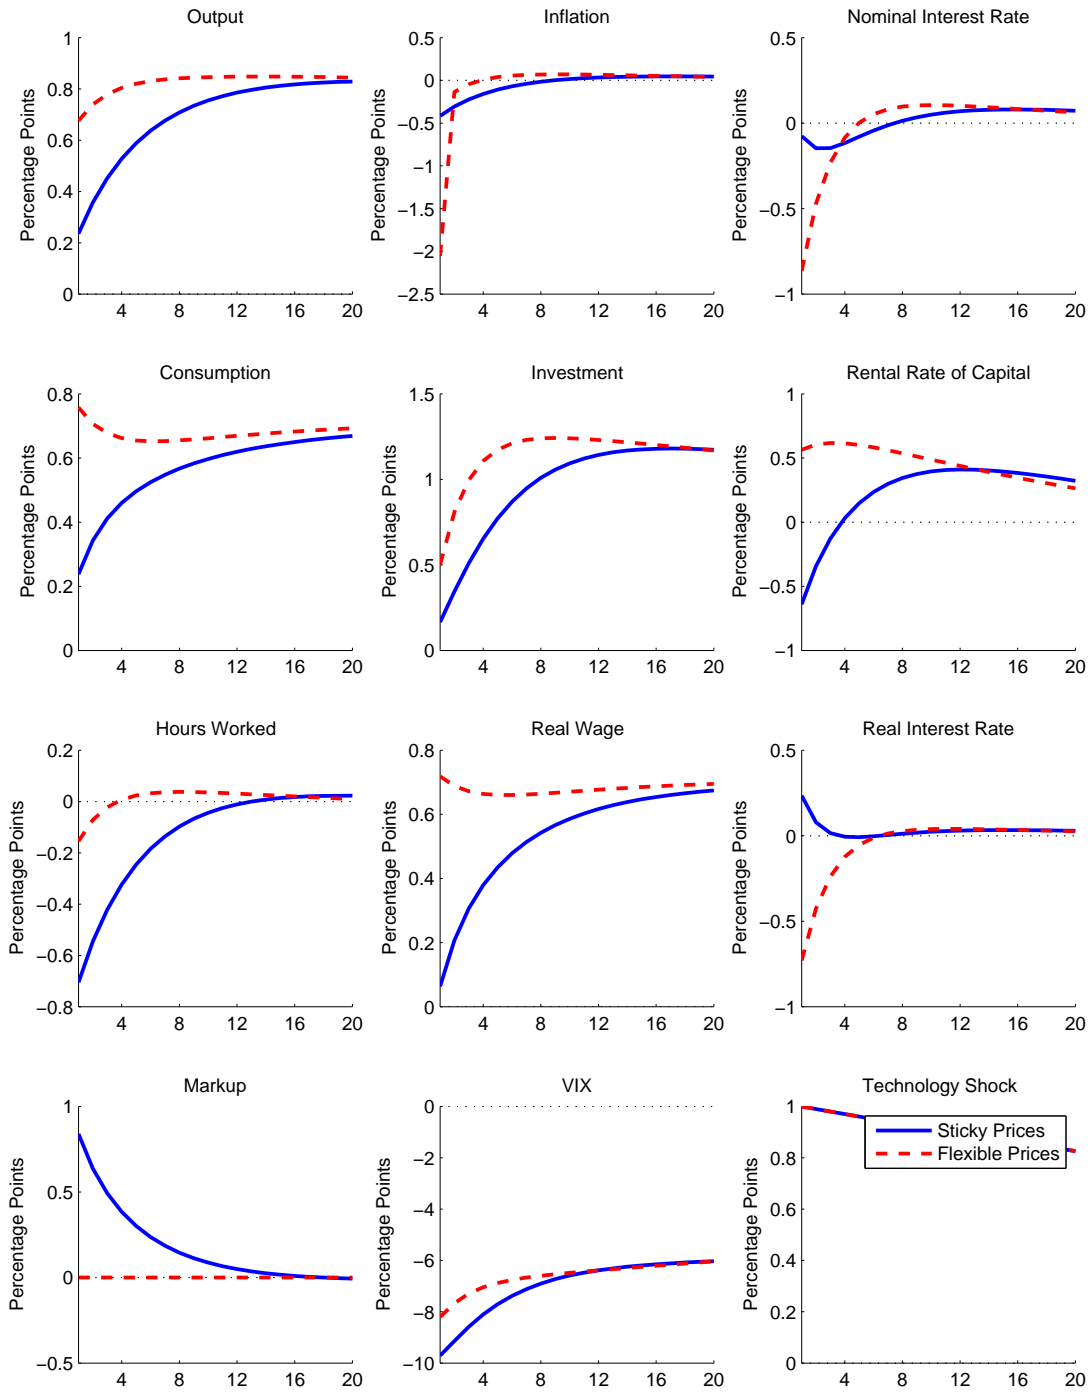 Output
Inflation
Nominal Interest Rate
Percentage Points
1
0.8
0.6
0.4
0.2
0
4 8 12 16 20
Percentage Points
0.5
0
−0.5
−1
−1.5
−2
−2.5
4 8 12 16 20
Percentage Points
0.5
0
−0.5
−1
4 8 12 16 20
Consumption
Investment
Rental Rate of Capital
Percentage Points
0.8
0.6
0.4
0.2
0
4 8 12 16 20
Percentage Points
1.5
1
0.5
0
4 8 12 16 20
Percentage Points
1
0.5
0
−0.5
−1
4 8 12 16 20
Hours Worked
Real Wage
Real Interest Rate
Percentage Points
0.2
0
−0.2
−0.4
−0.6
−0.8
4 8 12 16 20
Percentage Points
0.8
0.6
0.4
0.2
0
4 8 12 16 20
Percentage Points
0.5
0
−0.5
−1
4 8 12 16 20
Markup
VIX
Technology Shock
Percentage Points
1
0.5
0
−0.5
4 8 12 16 20
Percentage Points
0
−2
−4
−6
−8
−10
4 8 12 16 20
Percentage Points
1
0.8
0.6
0.4
0.2
0
4 8 12 16 20
Sticky Prices
Flexible Prices